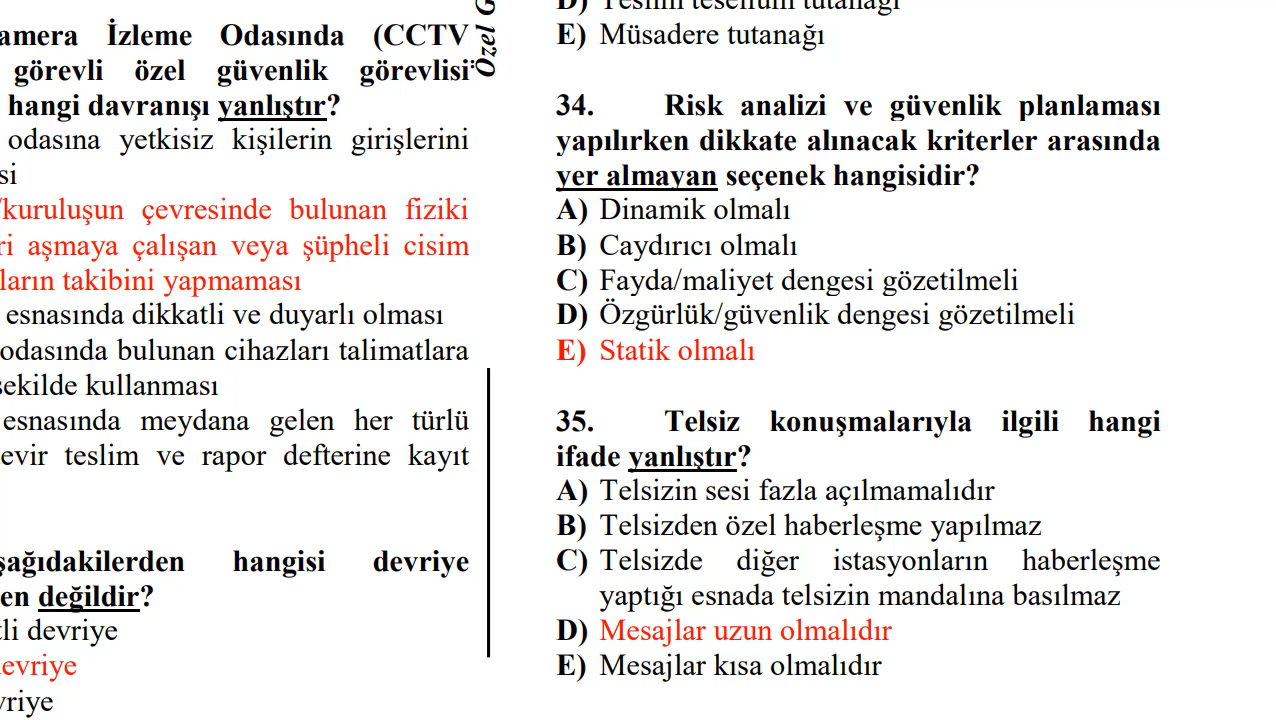 amera İzleme Odasında (CCTV
görevli özel güvenlik görevlisi
hangi davranışı yanlıştır?
odasına yetkisiz kişilerin girişlerini
si
/kuruluşun çevresinde bulunan fiziki
ri aşmaya çalışan veya şüpheli cisim
ların takibini yapmaması
esnasında dikkatli ve duyarlı olması
odasında bulunan cihazları talimatlara
şekilde kullanması
esnasında meydana gelen her türlü
evir teslim ve rapor defterine kayıt
şağıdakilerden hangisi devriye
en değildir?
li devriye
devriye
vriye
Özel G
D) Teslim tesellüm tutanağı
E) Müsadere tutanağı
34. Risk analizi ve güvenlik planlaması
yapılırken dikkate alınacak kriterler arasında
yer almayan seçenek hangisidir?
A) Dinamik olmalı
B) Caydırıcı olmalı
C) Fayda/maliyet dengesi gözetilmeli
D) Özgürlük/güvenlik dengesi gözetilmeli
E) Statik olmalı
35. Telsiz konuşmalarıyla ilgili hangi
ifade yanlıştır?
A) Telsizin sesi fazla açılmamalıdır
B) Telsizden özel haberleşme yapılmaz
C) Telsizde diğer istasyonların haberleşme
yaptığı esnada telsizin mandalına basılmaz
D) Mesajlar uzun olmalıdır
E) Mesajlar kısa olmalıdır